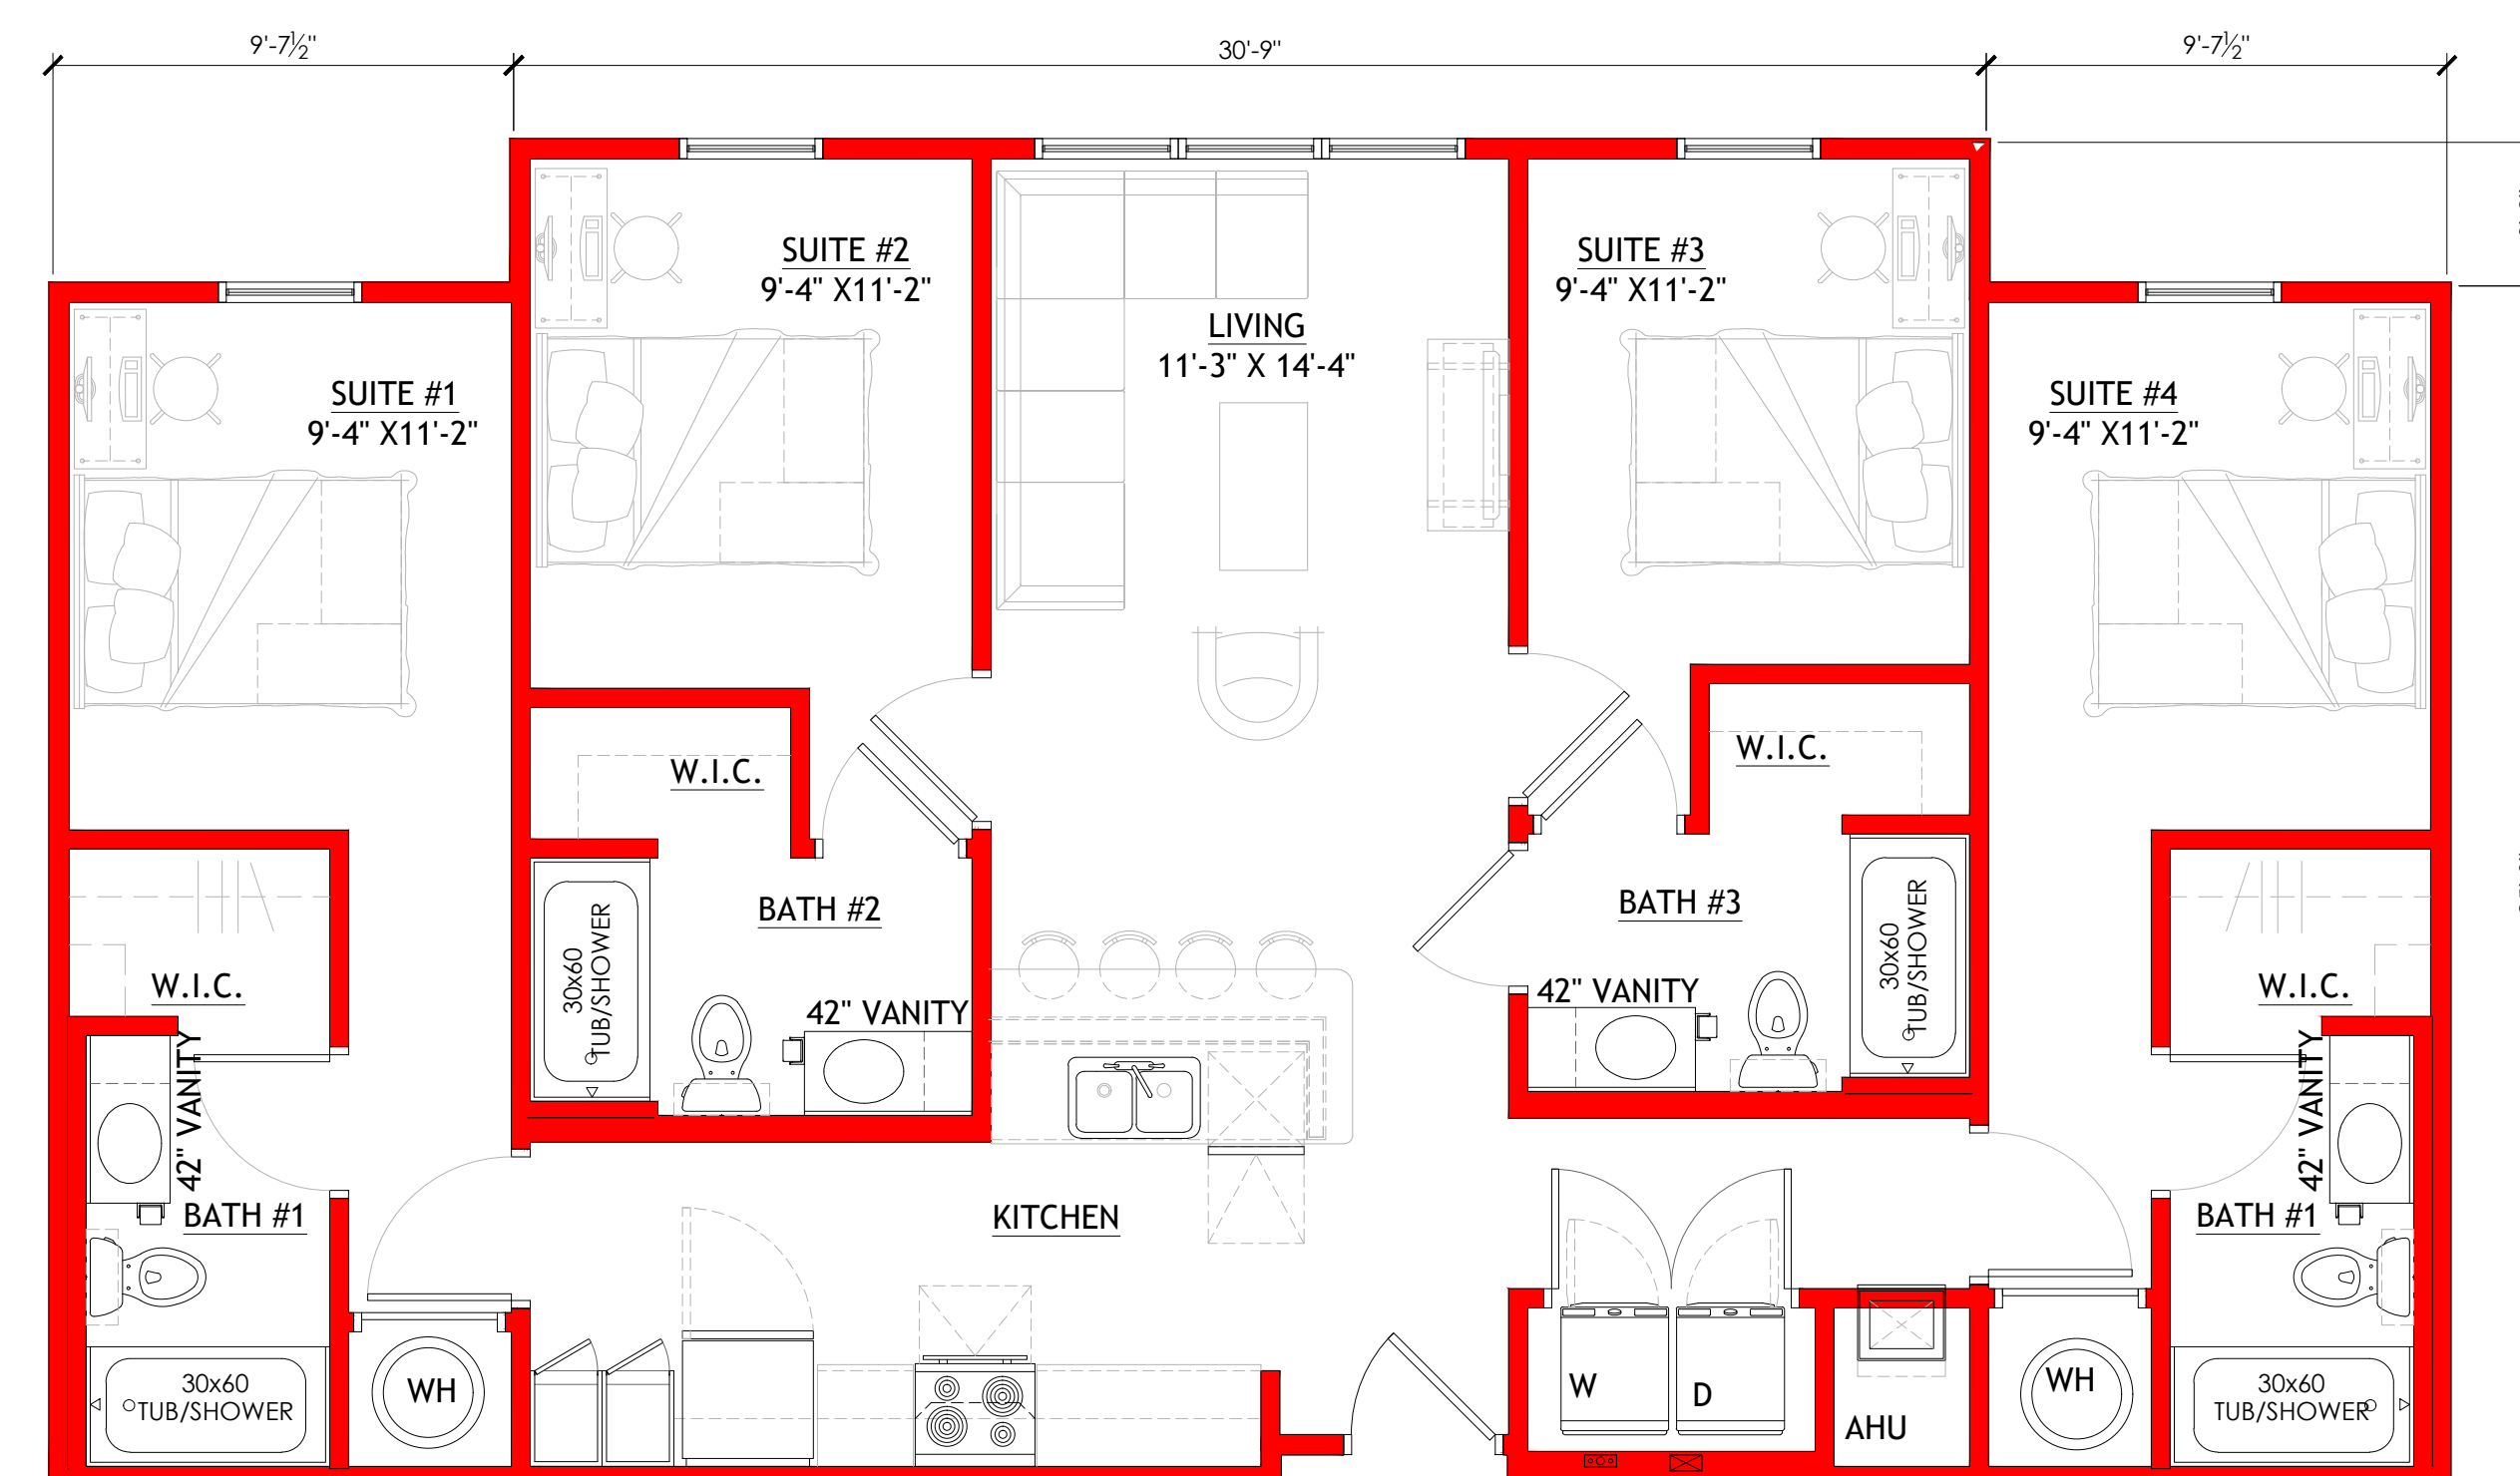 9'-7½"
30'-9"
9'-7½"
SUITE #2
9'-4" X11'-2"
SUITE #3
9'-4" X11'-2"
LIVING
11'-3" X 14'-4"
SUITE #1
9'-4" X11'-2"
SUITE #4
9'-4" X11'-2"
W.I.C.
W.I.C.
BATH #2
BATH #3
30x60
TUB/SHOWER
30x60
TUB/SHOWER
W.I.C.
42" VANITY
42" VANITY
W.I.C.
42" VANITY
42" VANITY
BATH #1
KITCHEN
BATH #1
30x60
TUB/SHOWER
WH
W
D
AHU
WH
30x60
TUB/SHOWER